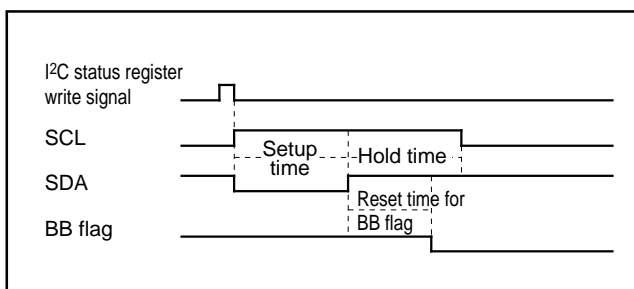 I2C status register
write signal
SCL
Setup
time
Hold time
SDA
Reset time for
BB flag
BB flag